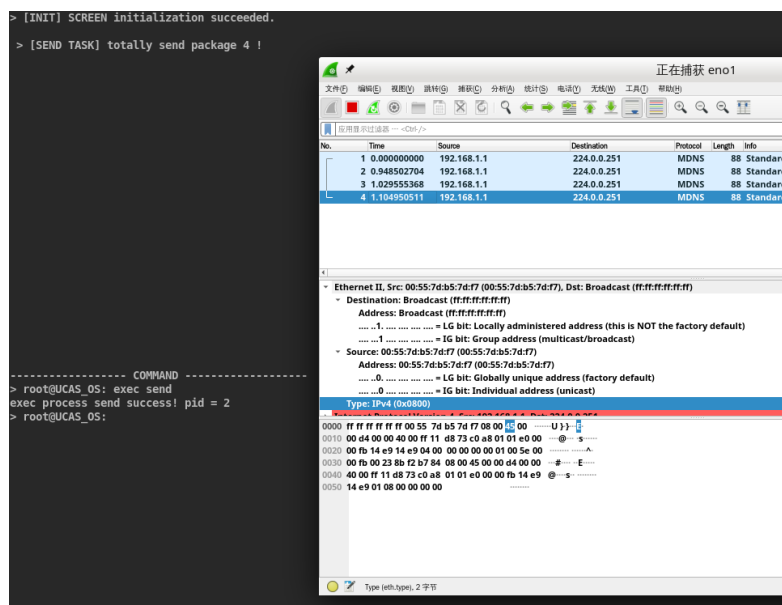 > [INIT] SCREEN initialization succeeded.
> [SEND TASK] totally send package 4 !
----------------- COMMAND -------------------
> root@UCAS_OS: exec send
exec process send success! pid = 2
> root@UCAS_OS:
正在捕获 eno1
文件(F) 编辑(E) 视图(V) 跳转(G) 捕获(C) 分析(A) 统计(S) 电话(Y) 无线(W) 工具(T) 帮助(H)
应用显示过滤器 … <Ctrl-/>
No. Time Source Destination Protocol Length Info
1 0.000000000 192.168.1.1 224.0.0.251 MDNS 88 Standar
2 0.948502704 192.168.1.1 224.0.0.251 MDNS 88 Standar
3 1.029555368 192.168.1.1 224.0.0.251 MDNS 88 Standar
4 1.104950511 192.168.1.1 224.0.0.251 MDNS 88 Standar
Ethernet II, Src: 00:55:7d:b5:7d:f7 (00:55:7d:b5:7d:f7), Dst: Broadcast (ff:ff:ff:ff:ff:ff)
Destination: Broadcast (ff:ff:ff:ff:ff:ff)
Address: Broadcast (ff:ff:ff:ff:ff:ff)
.... ..1. .... .... .... .... = LG bit: Locally administered address (this is NOT the factory default)
.... ...1 .... .... .... .... = IG bit: Group address (multicast/broadcast)
Source: 00:55:7d:b5:7d:f7 (00:55:7d:b5:7d:f7)
Address: 00:55:7d:b5:7d:f7 (00:55:7d:b5:7d:f7)
.... ..0. .... .... .... .... = LG bit: Globally unique address (factory default)
.... ...0 .... .... .... .... = IG bit: Individual address (unicast)
Type: IPv4 (0x0800)
Internet Protocol Version 4, Src: 192.168.1.1, Dst: 224.0.0.251
0000 ff ff ff ff ff ff 00 55 7d b5 7d f7 08 00 45 00 ·······U }·}···E·
0010 00 d4 00 00 40 00 ff 11 d8 73 c0 a8 01 01 e0 00 ····@··· ·s······
0020 00 fb 14 e9 14 e9 04 00 00 00 00 00 01 00 5e 00 ········ ······^·
0030 00 fb 00 23 8b f2 b7 84 08 00 45 00 00 d4 00 00 ···#···· ··E·····
0040 40 00 ff 11 d8 73 c0 a8 01 01 e0 00 00 fb 14 e9 @····s·· ········
0050 14 e9 01 08 00 00 00 00 ········
Type (eth.type), 2 字节